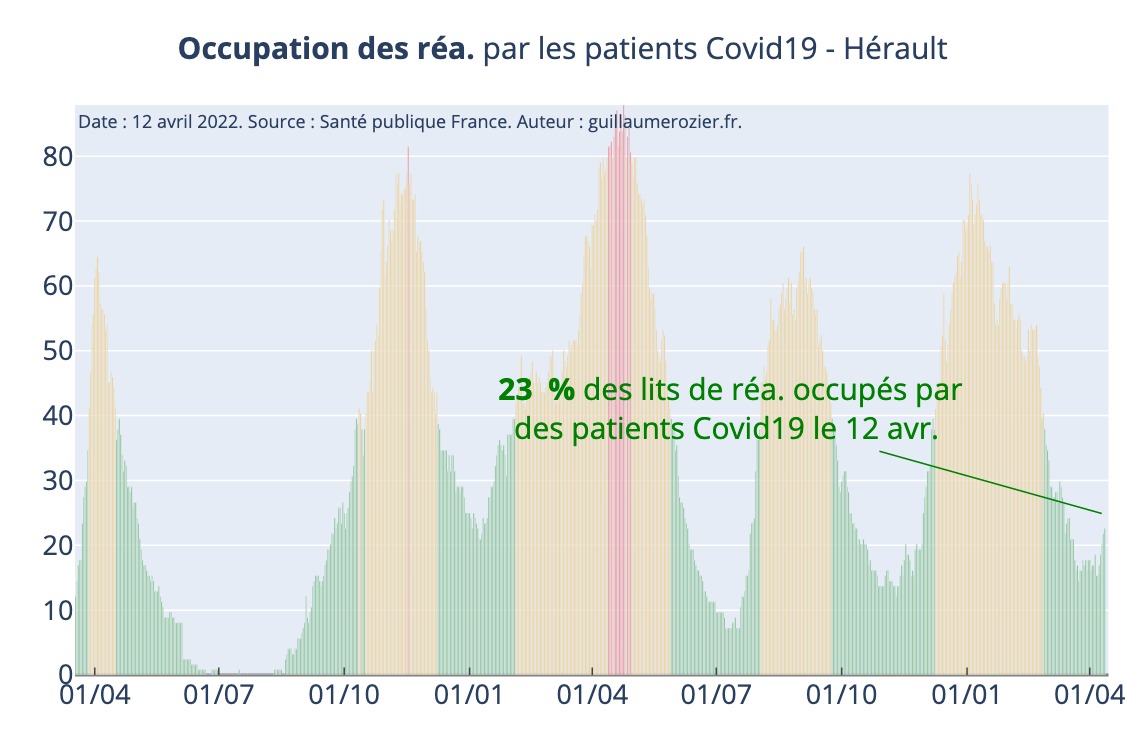 Occupation des réa. par les patients Covid19 - Hérault
Date : 12 avril 2022. Source : Santé publique France. Auteur : guillaumerozier.fr.
80
70
60
50
40
30
20
10
0
23 % des lits de réa. occupés par
des patients Covid19 le 12 avr.
01/04 01/07 01/10 01/01 01/04 01/07 01/10 01/01 01/04